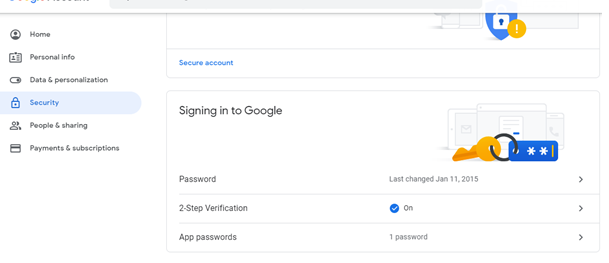 Home
Personal info
Data & personalization
Security
People & sharing
Payments & subscriptions
Secure account
Signing in to Google
Password Last changed Jan 11, 2015
2-Step Verification On
App passwords 1 password